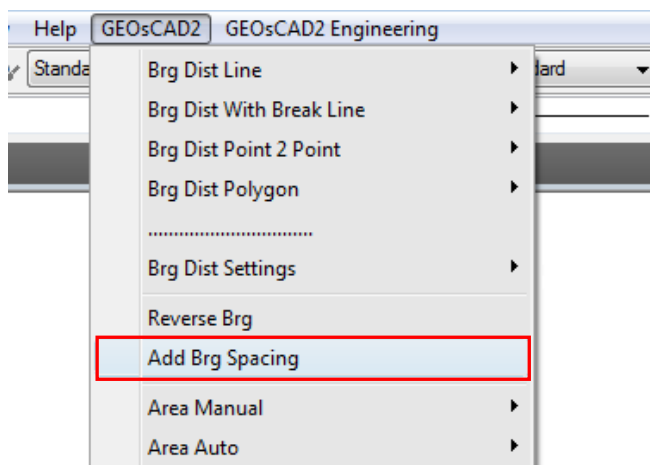 Help GEOsCAD2 GEOsCAD2 Engineering
Standa Brg Dist Line dard
Brg Dist With Break Line
Brg Dist Point 2 Point
Brg Dist Polygon
................................
Brg Dist Settings
Reverse Brg
Add Brg Spacing
Area Manual
Area Auto